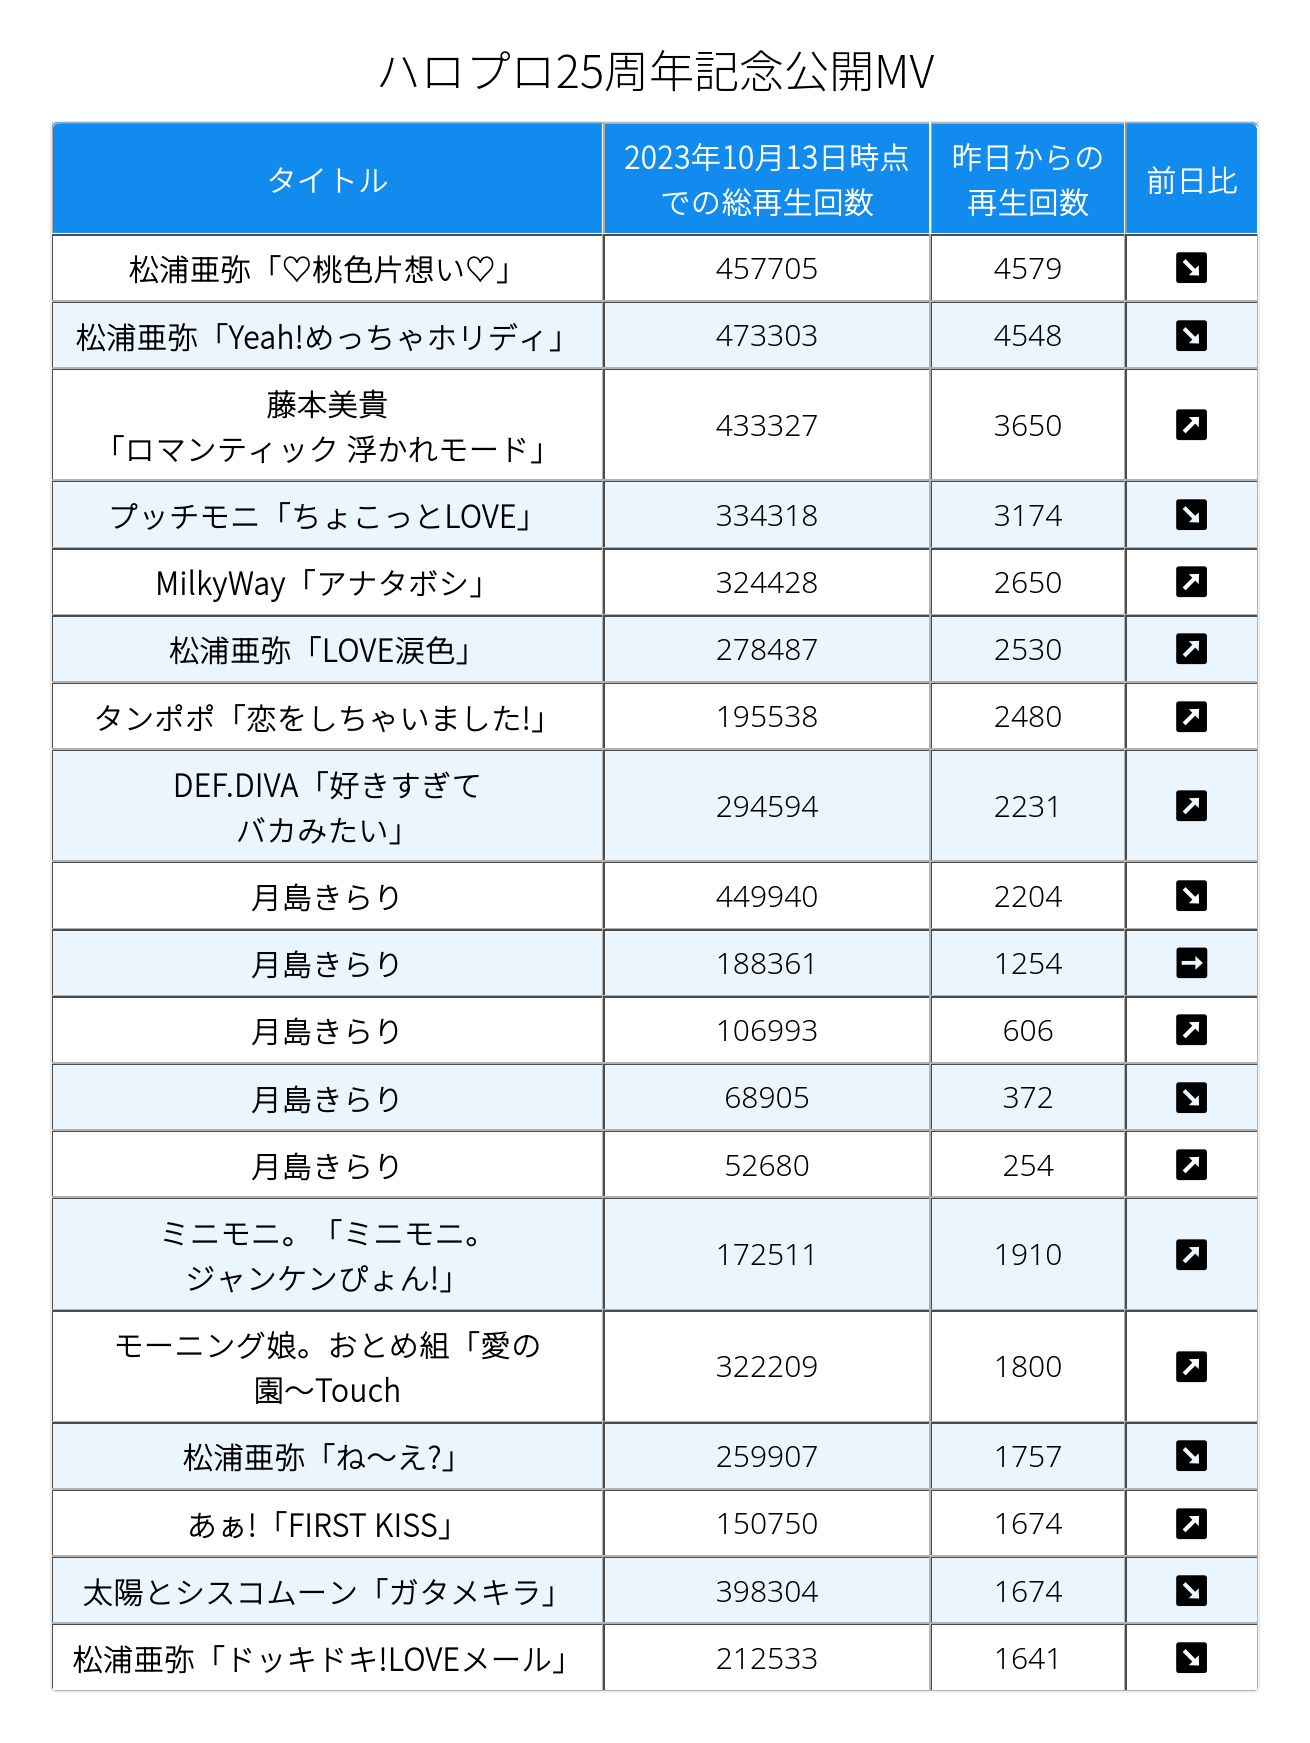 ハロプロ25周年記念公開MV
タイトル 2023年10月13日時点 昨日からの 前日比
での総再生回数 再生回数
松浦亜弥「♡桃色片想い♡」 457705 4579 ↘
松浦亜弥「Yeah!めっちゃホリディ」 473303 4548 ↘
藤本美貴
「ロマンティック 浮かれモード」 433327 3650 ↗
プッチモニ「ちょこっとLOVE」 334318 3174 ↘
MilkyWay「アナタボシ」 324428 2650 ↗
松浦亜弥「LOVE涙色」 278487 2530 ↗
タンポポ「恋をしちゃいました!」 195538 2480 ↗
DEF.DIVA「好きすぎて
バカみたい」 294594 2231 ↗
月島きらり 449940 2204 ↘
月島きらり 188361 1254 →
月島きらり 106993 606 ↗
月島きらり 68905 372 ↘
月島きらり 52680 254 ↗
ミニモニ。「ミニモニ。
ジャンケンぴょん!」 172511 1910 ↗
モーニング娘。おとめ組「愛の
園〜Touch 322209 1800 ↗
松浦亜弥「ね〜え?」 259907 1757 ↘
あぁ!「FIRST KISS」 150750 1674 ↗
太陽とシスコムーン「ガタメキラ」 398304 1674 ↘
松浦亜弥「ドッキドキ!LOVEメール」 212533 1641 ↘